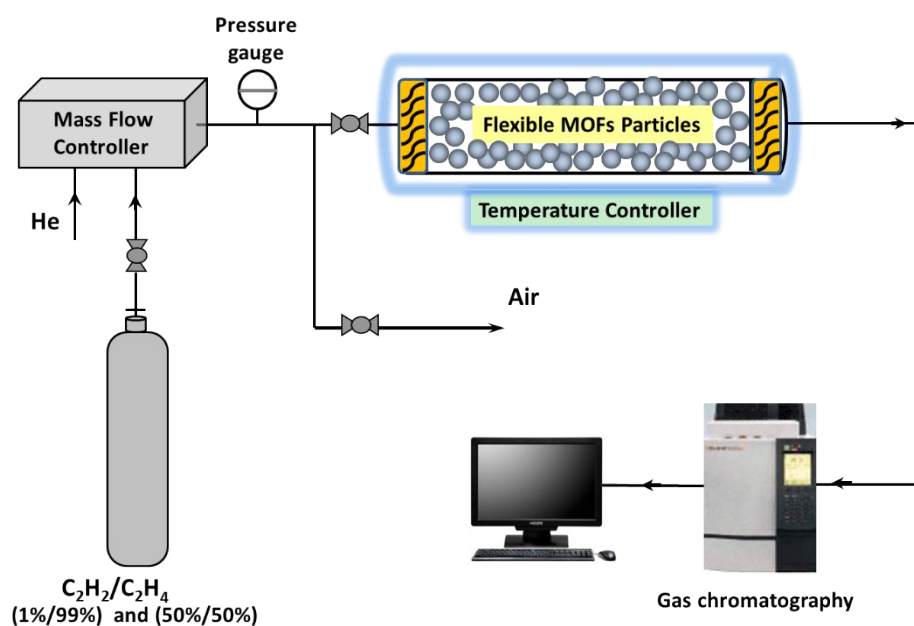 Pressure
gauge
Mass Flow
Controller
Flexible MOFs Particles
Temperature Controller
He
Air
C₂H₂/C₂H₄
(1%/99%) and (50%/50%)
Gas chromatography